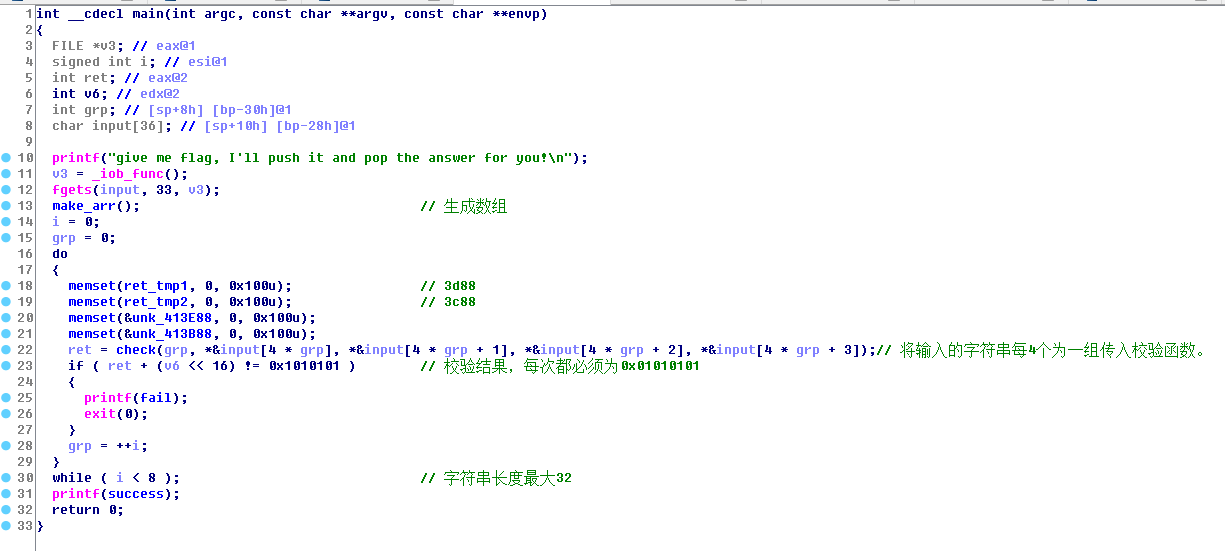 1 int __cdecl main(int argc, const char **argv, const char **envp)
2 {
3 FILE *v3; // eax@1
4 signed int i; // esi@1
5 int ret; // eax@2
6 int v6; // edx@2
7 int grp; // [sp+8h] [bp-30h]@1
8 char input[36]; // [sp+10h] [bp-28h]@1
9
10 printf("give me flag, I'll push it and pop the answer for you!\n");
11 v3 = _iob_func();
12 fgets(input, 33, v3);
13 make_arr(); // 生成数组
14 i = 0;
15 grp = 0;
16 do
17 {
18 memset(ret_tmp1, 0, 0x100u); // 3d88
19 memset(ret_tmp2, 0, 0x100u); // 3c88
20 memset(&unk_413E88, 0, 0x100u);
21 memset(&unk_413B88, 0, 0x100u);
22 ret = check(grp, *&input[4 * grp], *&input[4 * grp + 1], *&input[4 * grp + 2], *&input[4 * grp + 3]);// 将输入的字符串每4个为一组传入校验函数。
23 if ( ret + (v6 << 16) != 0x1010101 ) // 校验结果，每次都必须为0x01010101
24 {
25 printf(fail);
26 exit(0);
27 }
28 grp = ++i;
29 }
30 while ( i < 8 ); // 字符串长度最大32
31 printf(success);
32 return 0;
33 }